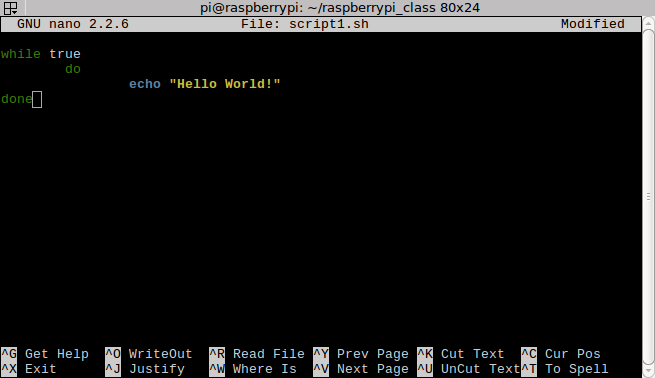 pi@raspberrypi: ~/raspberrypi_class 80x24
GNU nano 2.2.6 File: script1.sh Modified
while true
do
echo "Hello World!"
done
^G Get Help ^O WriteOut ^R Read File ^Y Prev Page ^K Cut Text ^C Cur Pos
^X Exit ^J Justify ^W Where Is ^V Next Page ^U UnCut Text ^T To Spell